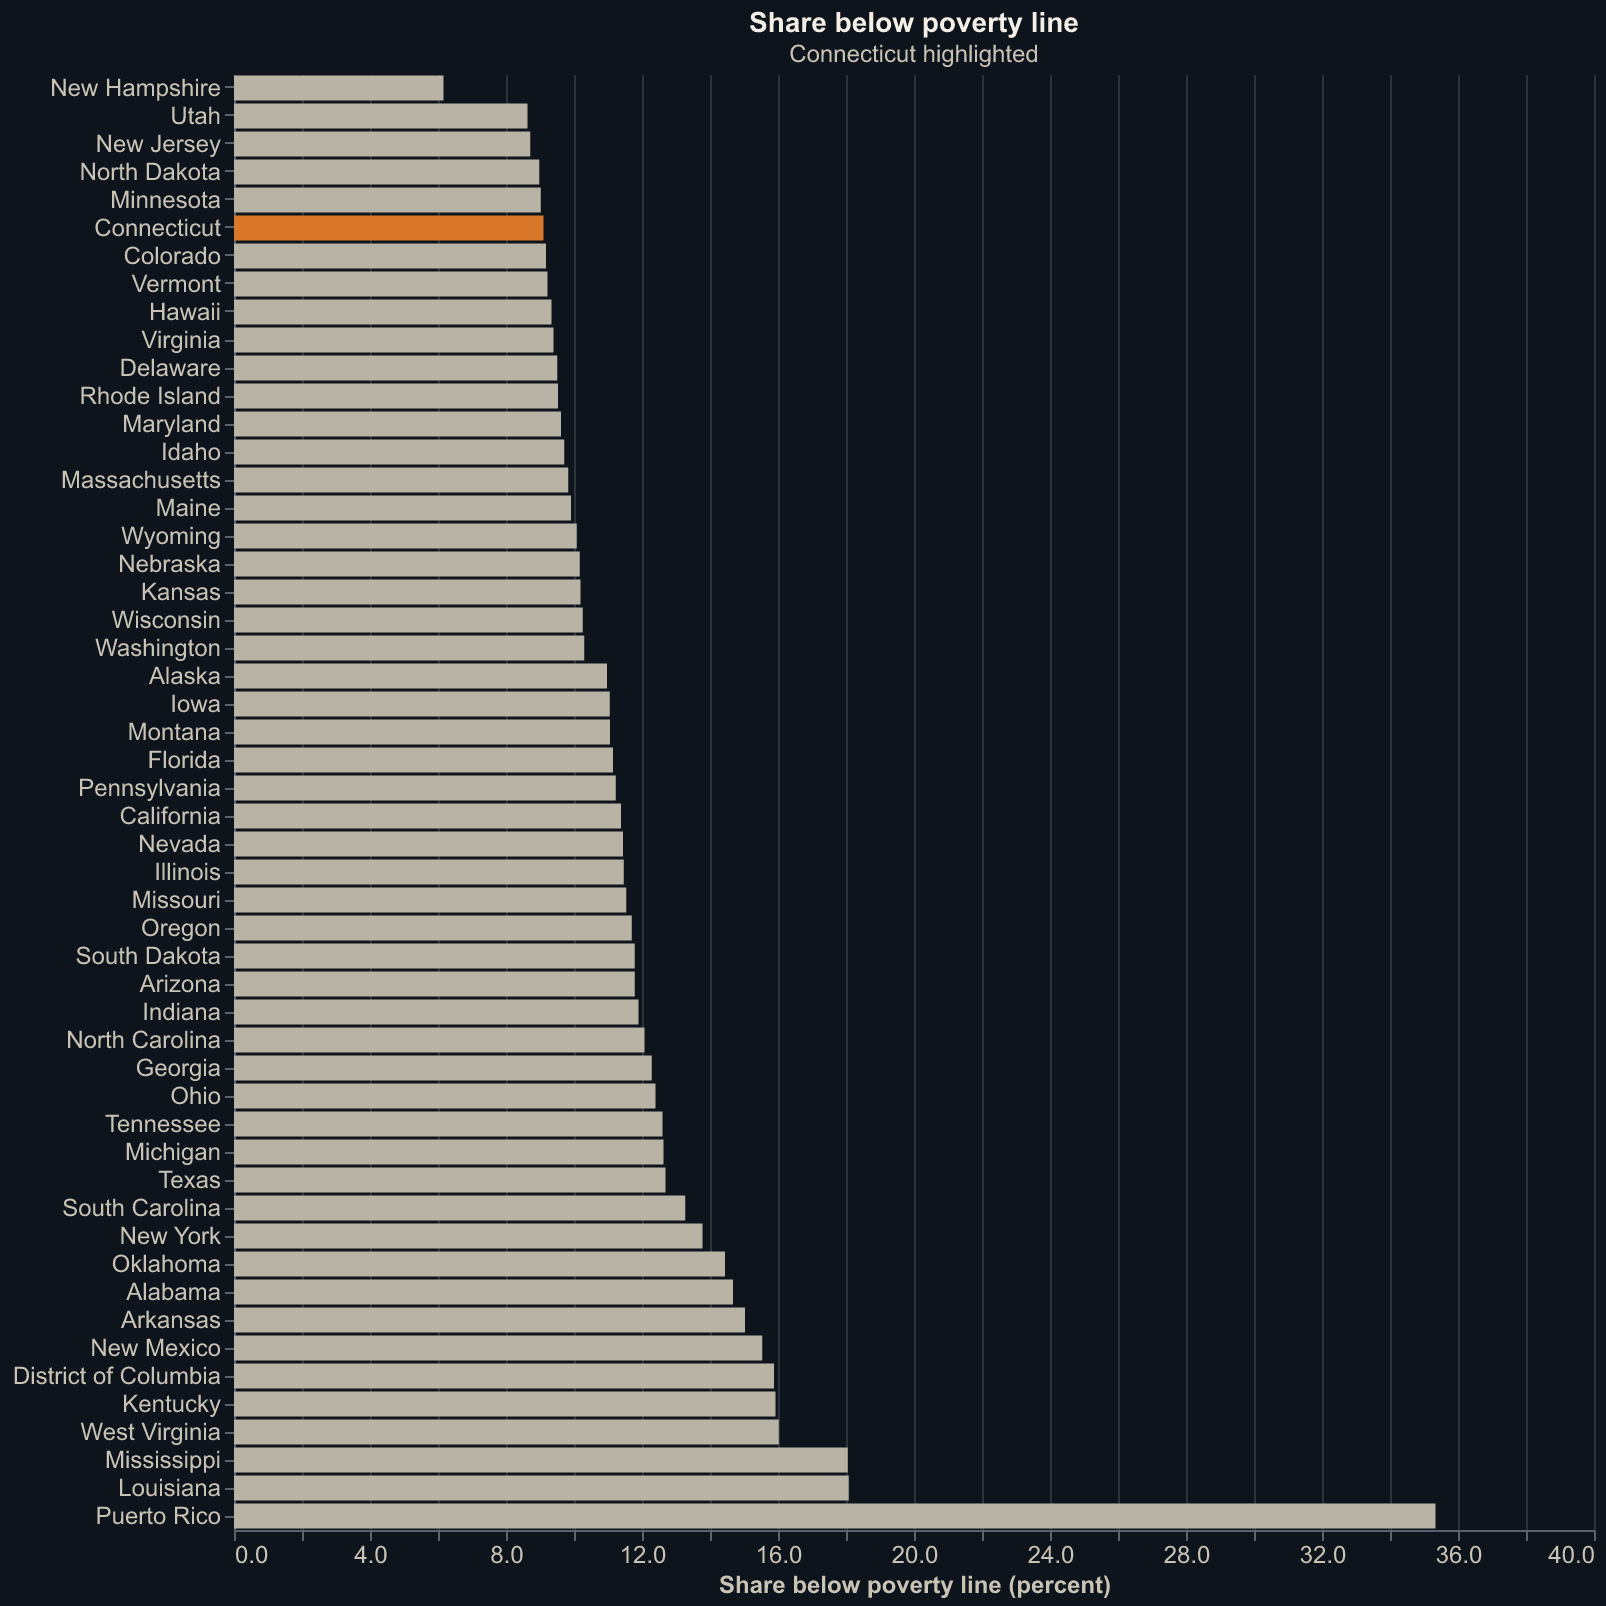 Share below poverty line
Connecticut highlighted
New Hampshire
Utah
New Jersey
North Dakota
Minnesota
Connecticut
Colorado
Vermont
Hawaii
Virginia
Delaware
Rhode Island
Maryland
Idaho
Massachusetts
Maine
Wyoming
Nebraska
Kansas
Wisconsin
Washington
Alaska
Iowa
Montana
Florida
Pennsylvania
California
Nevada
Illinois
Missouri
Oregon
South Dakota
Arizona
Indiana
North Carolina
Georgia
Ohio
Tennessee
Michigan
Texas
South Carolina
New York
Oklahoma
Alabama
Arkansas
New Mexico
District of Columbia
Kentucky
West Virginia
Mississippi
Louisiana
Puerto Rico
0.0 4.0 8.0 12.0 16.0 20.0 24.0 28.0 32.0 36.0 40.0
Share below poverty line (percent)